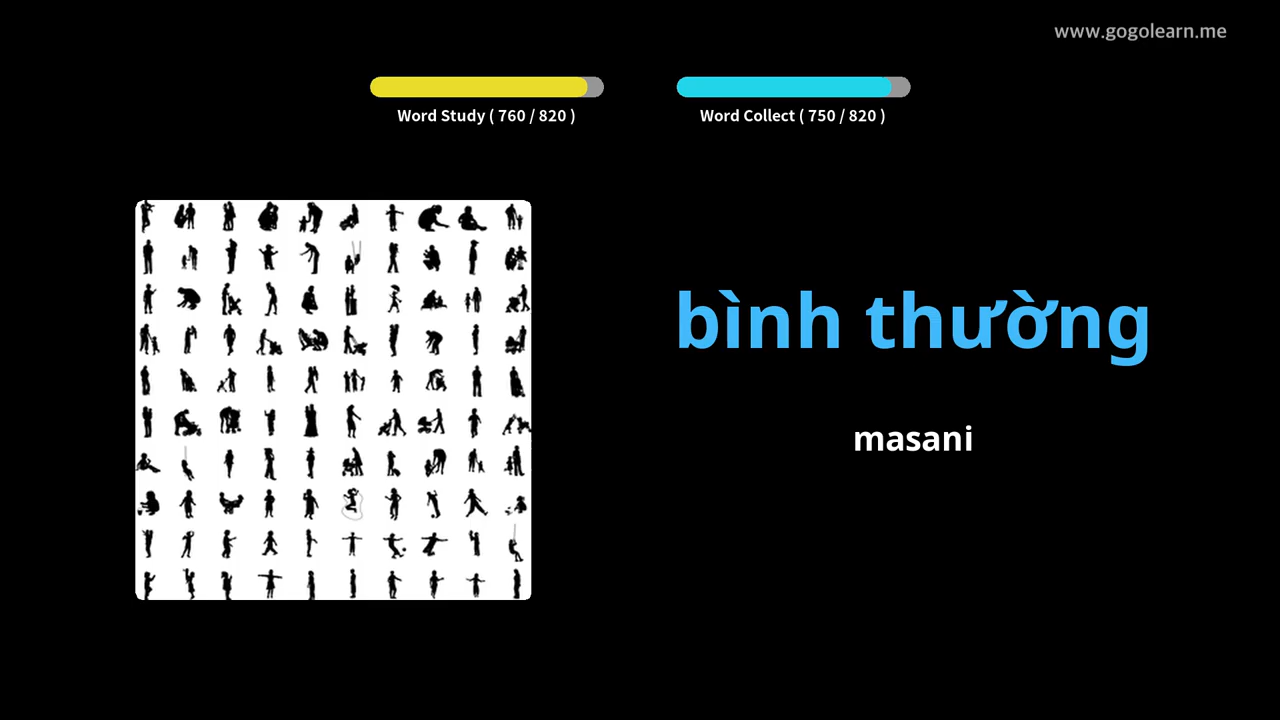 www.gogolearn.me
Word Study ( 760 / 820 )
Word Collect ( 750 / 820 )
bình thường
masani